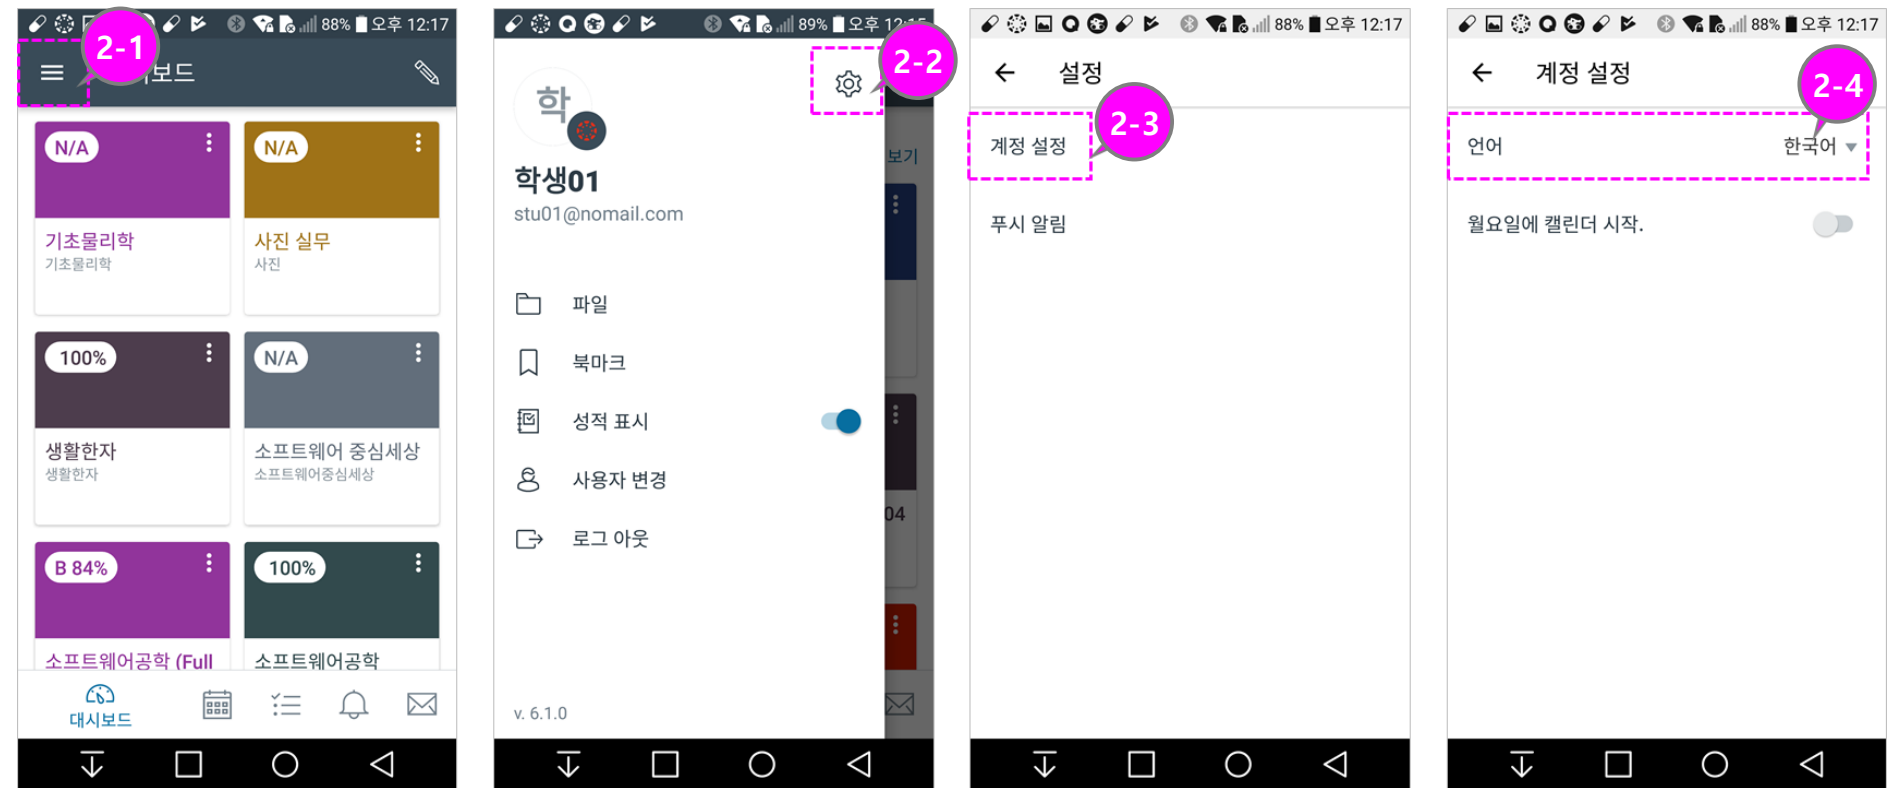 88% 오후 12:17
2-1
보드
N/A
N/A
기초물리학
기초물리학
사진 실무
사진
100%
N/A
생활한자
생활한자
소프트웨어 중심세상
소프트웨어중심세상
B 84%
100%
소프트웨어공학 (Full
소프트웨어공학
대시보드
89% 오후
2-2
학
보기
학생01
stu01@nomail.com
파일
북마크
성적 표시
사용자 변경
04
로그 아웃
v. 6.1.0
88% 오후 12:17
설정
2-3
계정 설정
푸시 알림
88% 오후 12:17
계정 설정
2-4
언어 한국어
월요일에 캘린더 시작.